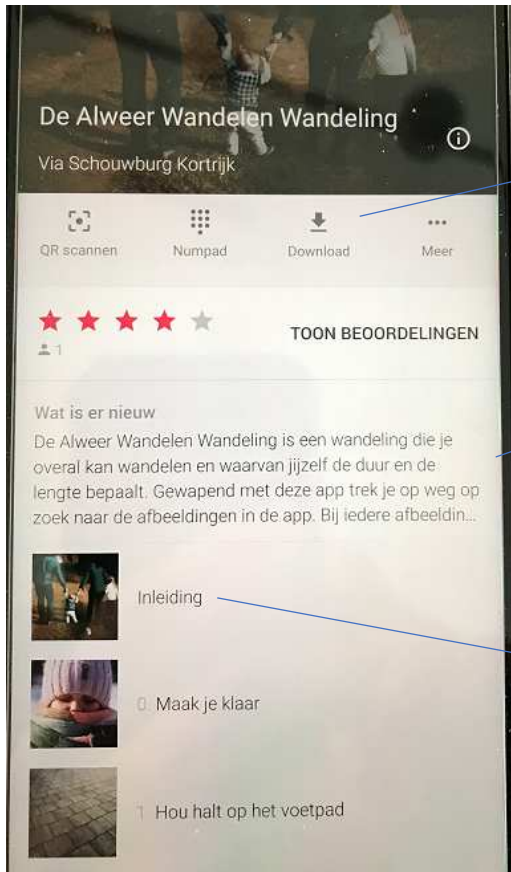 De Alweer Wandelen Wandeling
Via Schouwburg Kortrijk
QR scannen
Numpad
Download
Meer
1
TOON BEOORDELINGEN
Wat is er nieuw
De Alweer Wandelen Wandeling is een wandeling die je
overal kan wandelen en waarvan jijzelf de duur en de
lengte bepaalt. Gewapend met deze app trek je op weg op
zoek naar de afbeeldingen in de app. Bij iedere afbeeldin...
Inleiding
0. Maak je klaar
1 Hou halt op het voetpad